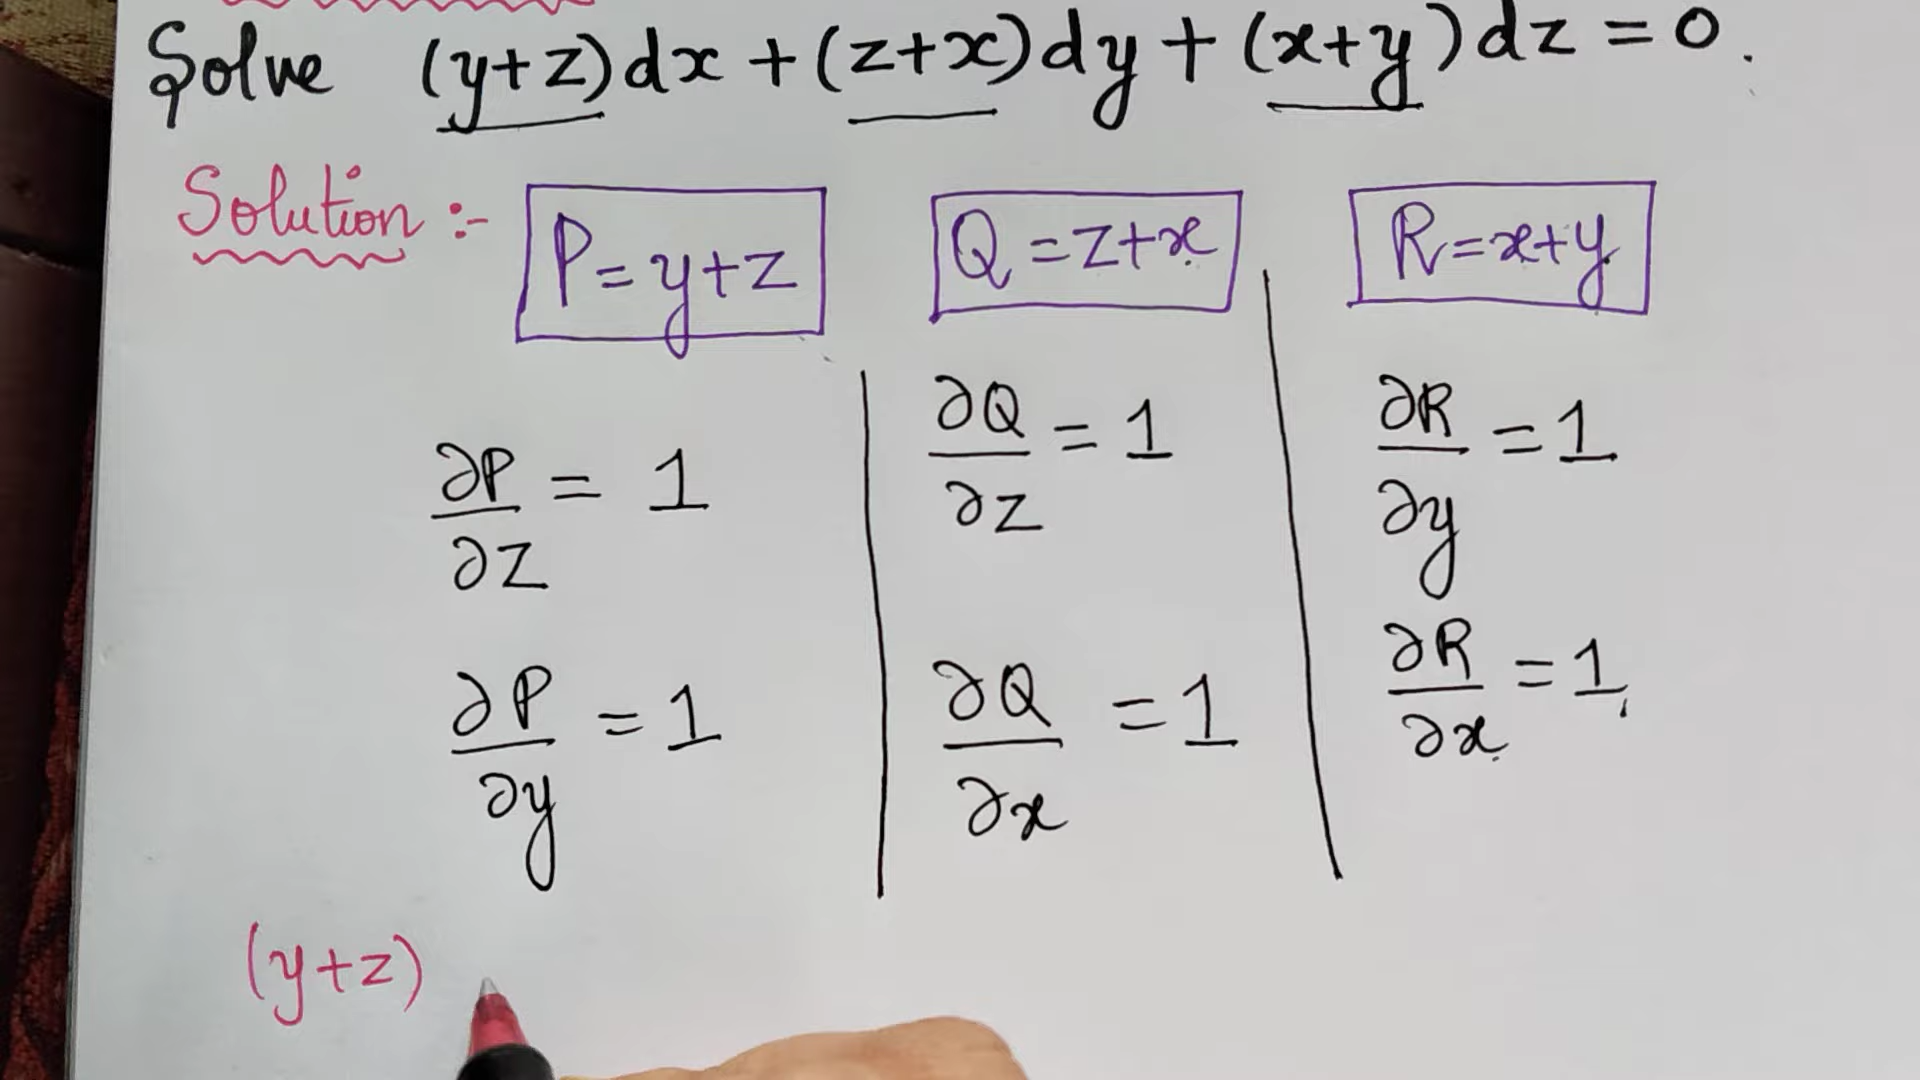 Solve (y+z)dx+(z+x)dy+(x+y)dz=0.
Solution :- P=y+z Q=z+x R=x+y
∂P/∂z = 1 ∂Q/∂z = 1 ∂R/∂y = 1
∂P/∂y = 1 ∂Q/∂x = 1 ∂R/∂x = 1
(y+z)